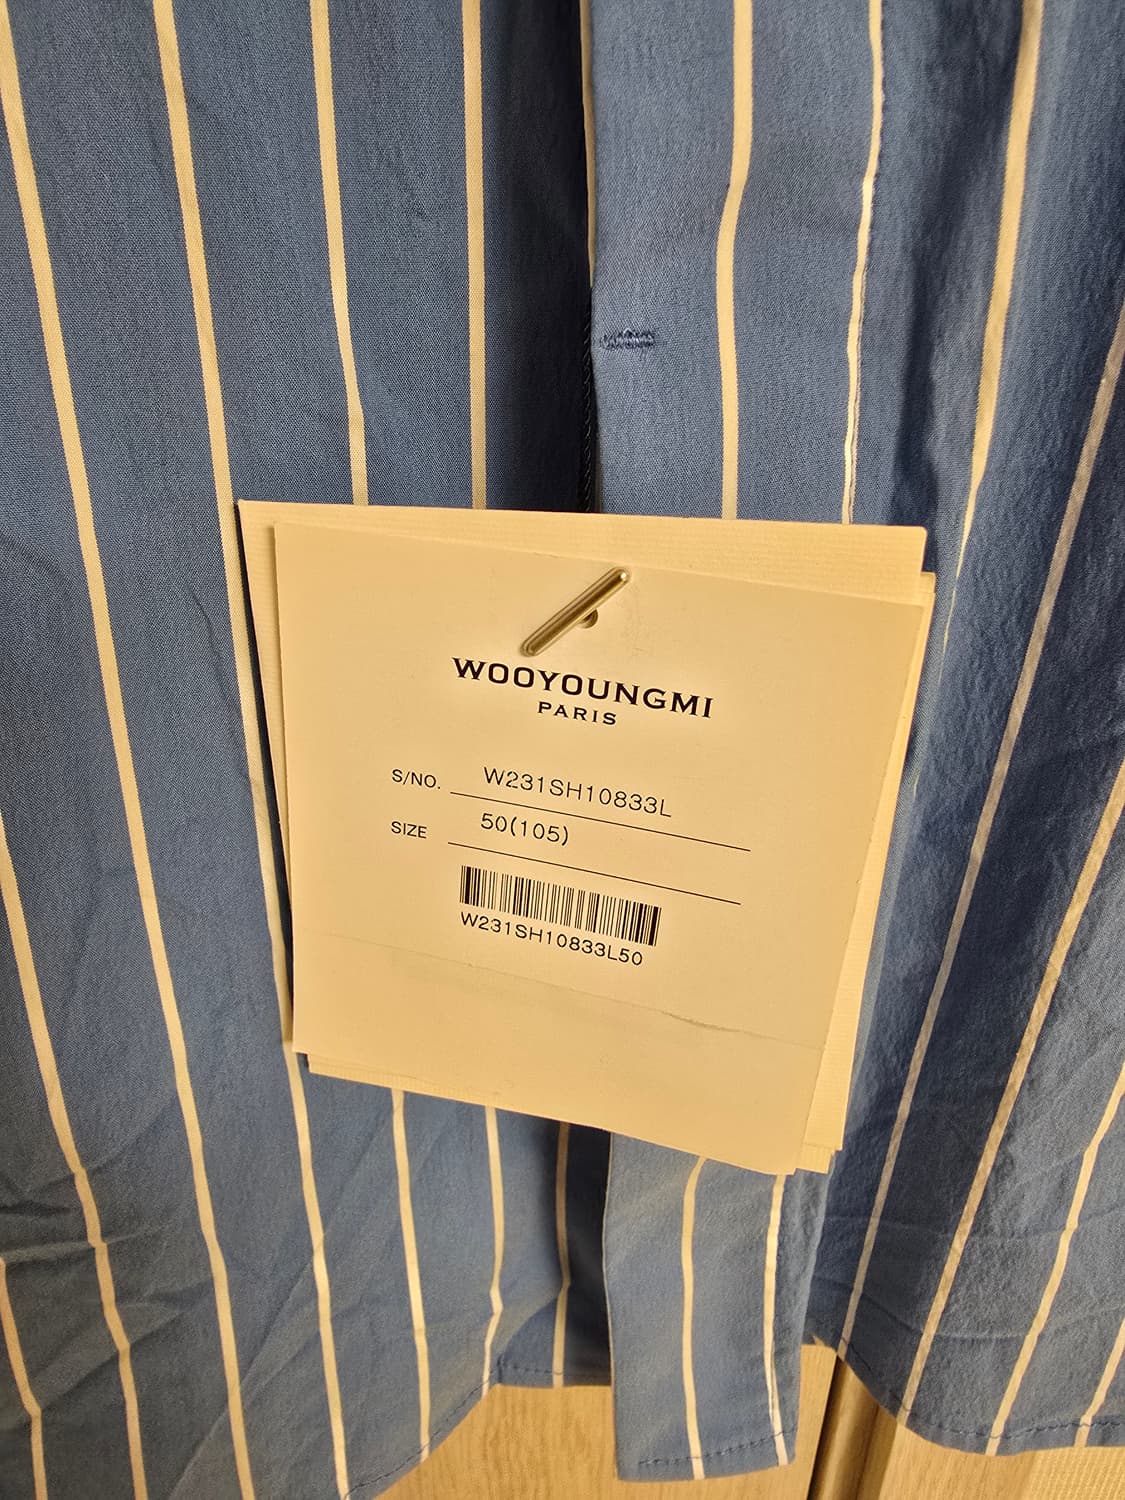 WOOYOUNGMI
PARIS
S/NO. W231SH10833L
SIZE 50(105)
W231SH10833L50